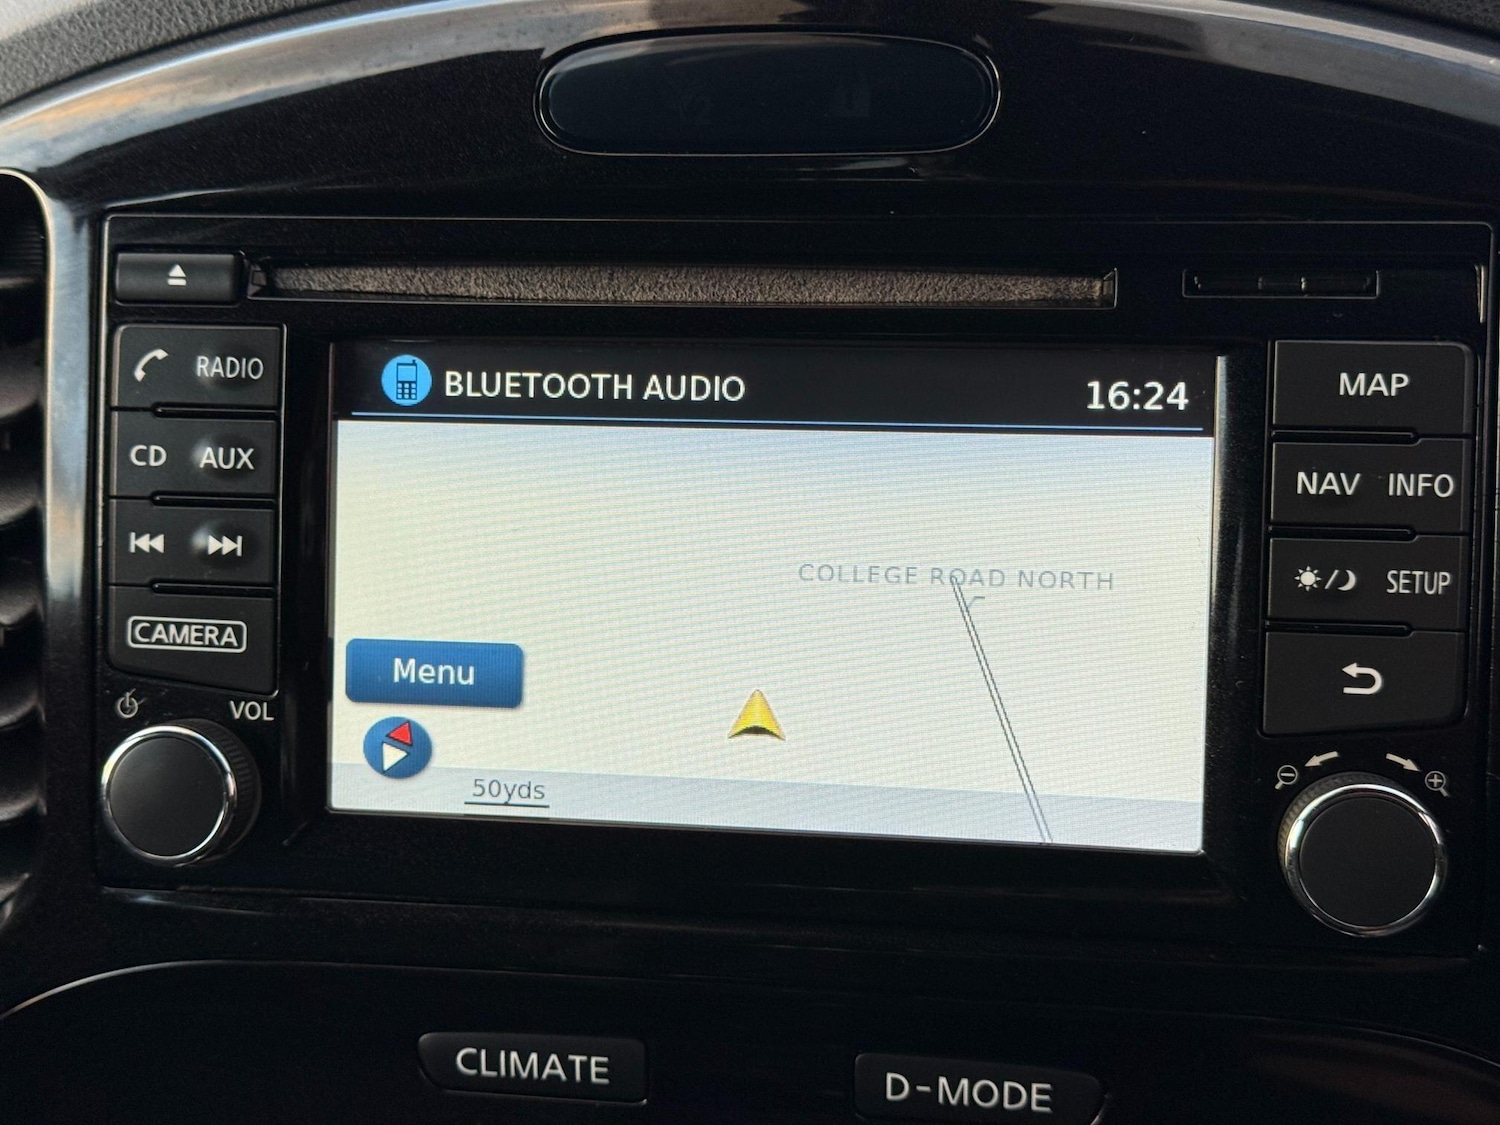 RADIO
CD AUX
CAMERA
VOL
BLUETOOTH AUDIO 16:24
COLLEGE ROAD NORTH
Menu
50yds
MAP
NAV INFO
SETUP
CLIMATE
D-MODE